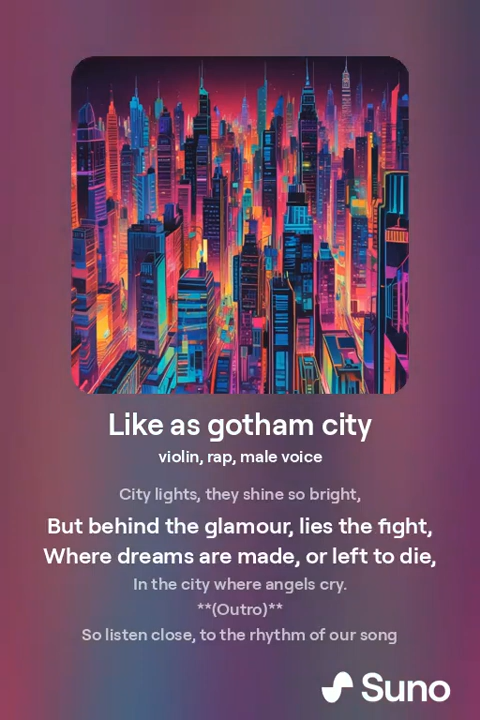 Like as gotham city
violin, rap, male voice
City lights, they shine so bright,
But behind the glamour, lies the fight,
Where dreams are made, or left to die,
In the city where angels cry.
**(Outro)**
So listen close, to the rhythm of our song
Suno